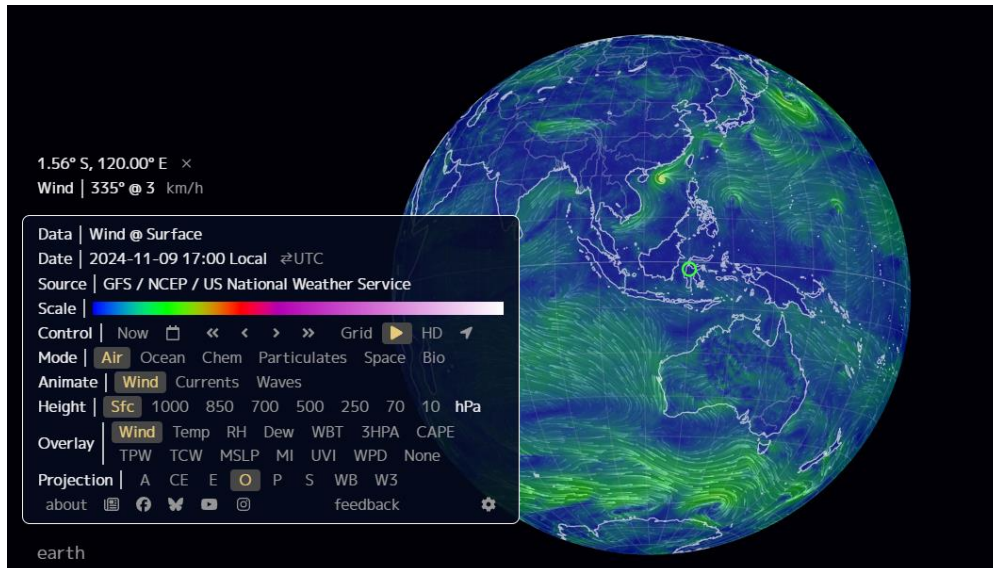 1.56° S, 120.00° E ×
Wind | 335° @ 3 km/h
Data | Wind @ Surface
Date | 2024-11-09 17:00 Local ⇄UTC
Source | GFS / NCEP / US National Weather Service
Scale |
Control | Now « ‹ › » Grid HD
Mode | Air Ocean Chem Particulates Space Bio
Animate | Wind Currents Waves
Height | Sfc 1000 850 700 500 250 70 10 hPa
Overlay | Wind Temp RH Dew WBT 3HPA CAPE
TPW TCW MSLP MI UVI WPD None
Projection | A CE E O P S WB W3
about feedback
earth